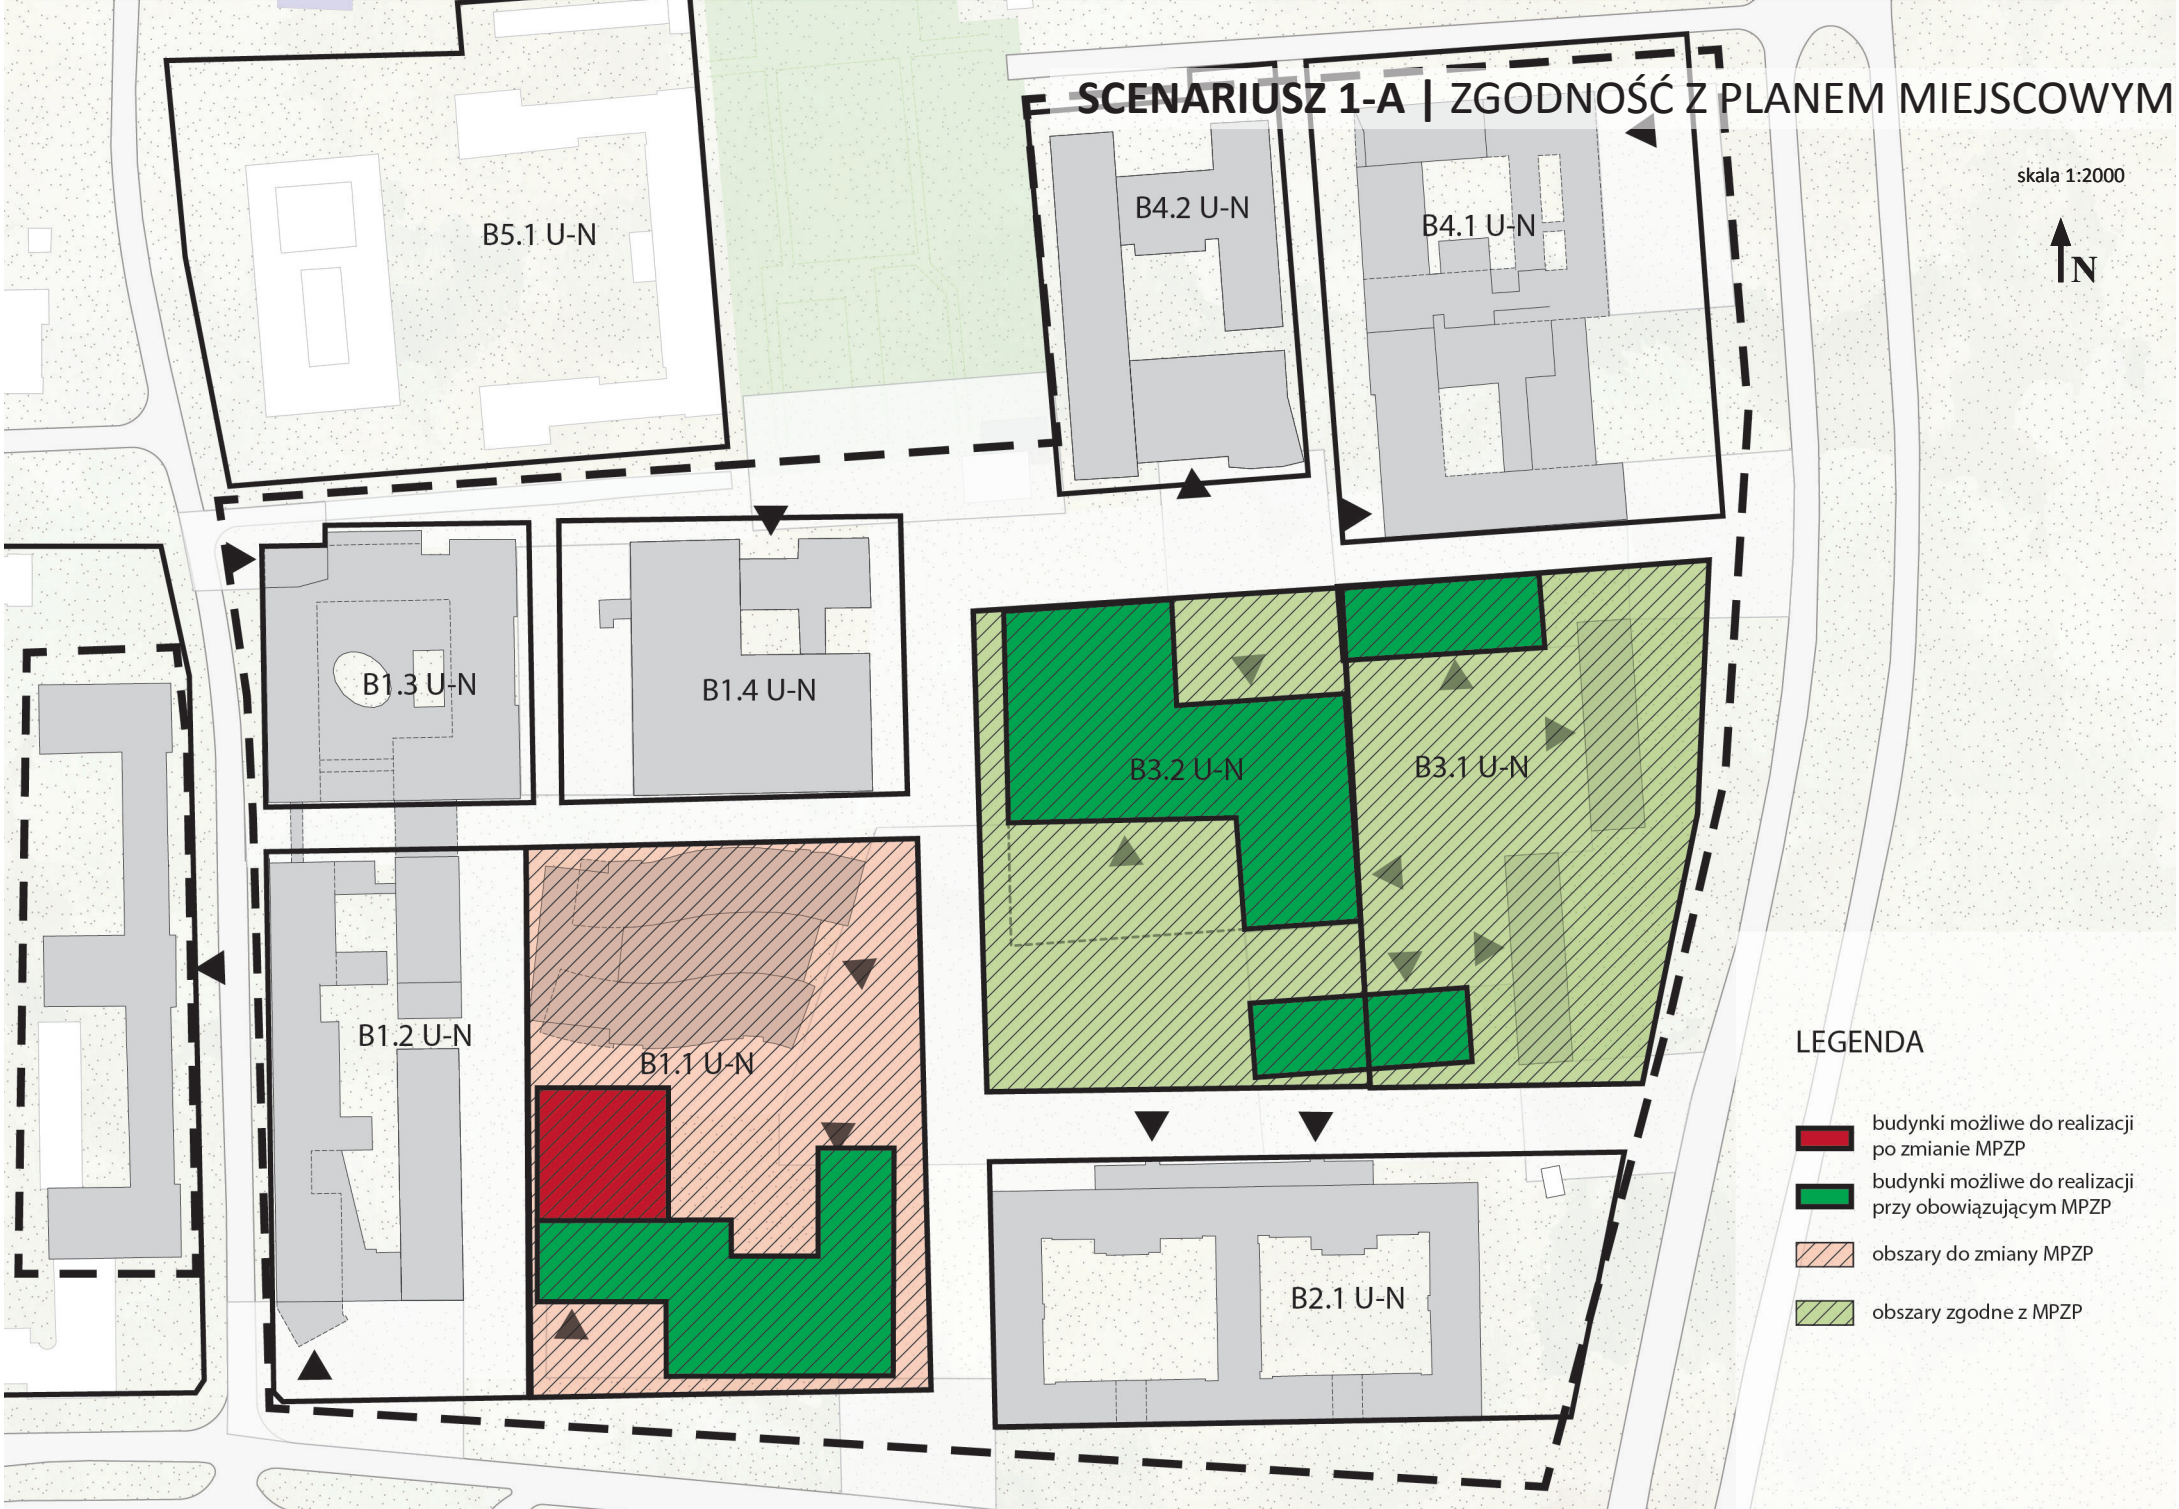 SCENARIUSZ 1-A | ZGODNOŚĆ Z PLANEM MIEJSCOWYM
skala 1:2000
N
B5.1 U-N
B4.2 U-N
B4.1 U-N
B1.3 U-N
B1.4 U-N
B3.2 U-N
B3.1 U-N
B1.2 U-N
B1.1 U-N
B2.1 U-N
LEGENDA
budynki możliwe do realizacji
po zmianie MPZP
budynki możliwe do realizacji
przy obowiązującym MPZP
obszary do zmiany MPZP
obszary zgodne z MPZP